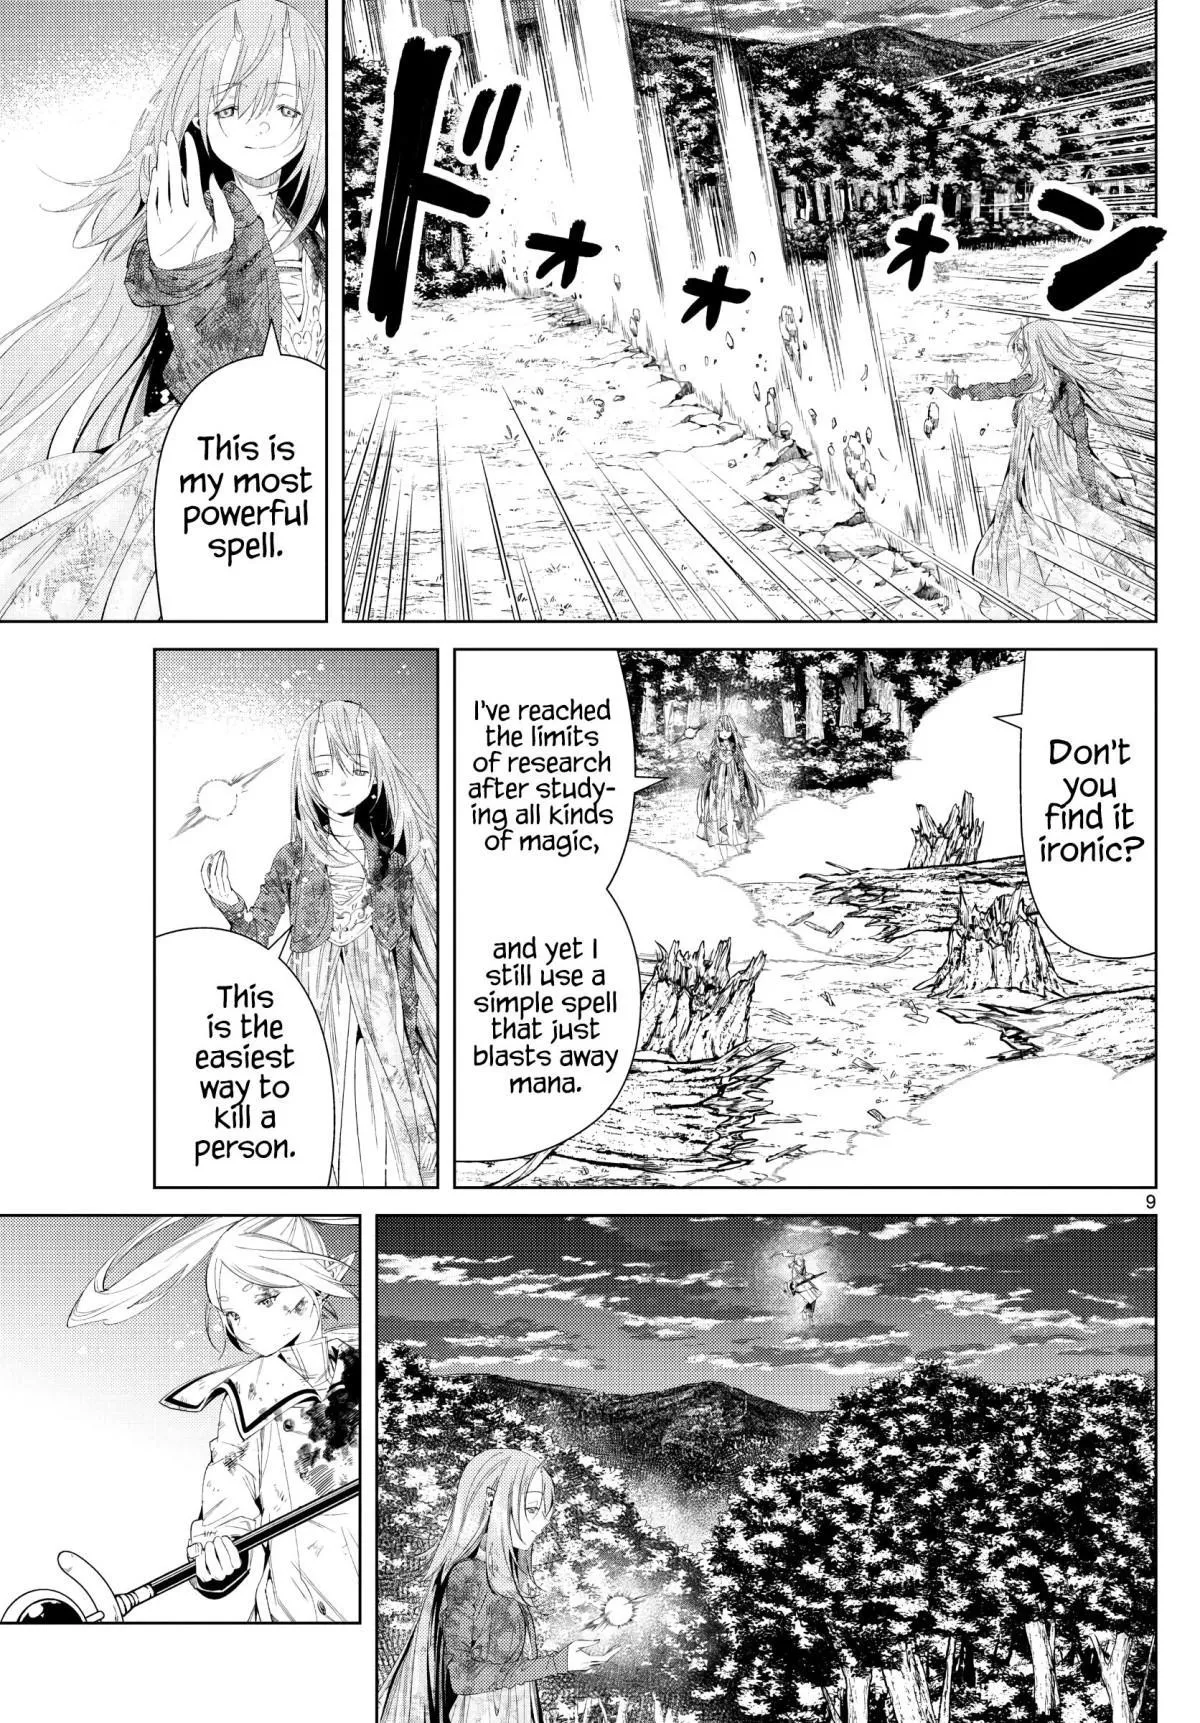 ドォォォン
This is
my most
powerful
spell.
Don't
you
find it
ironic?
I've reached
the limits
of research
after study-
ing all kinds
of magic,
and yet I
still use a
simple spell
that just
blasts away
mana.
This
is the
easiest
way to
kill a
person.
9